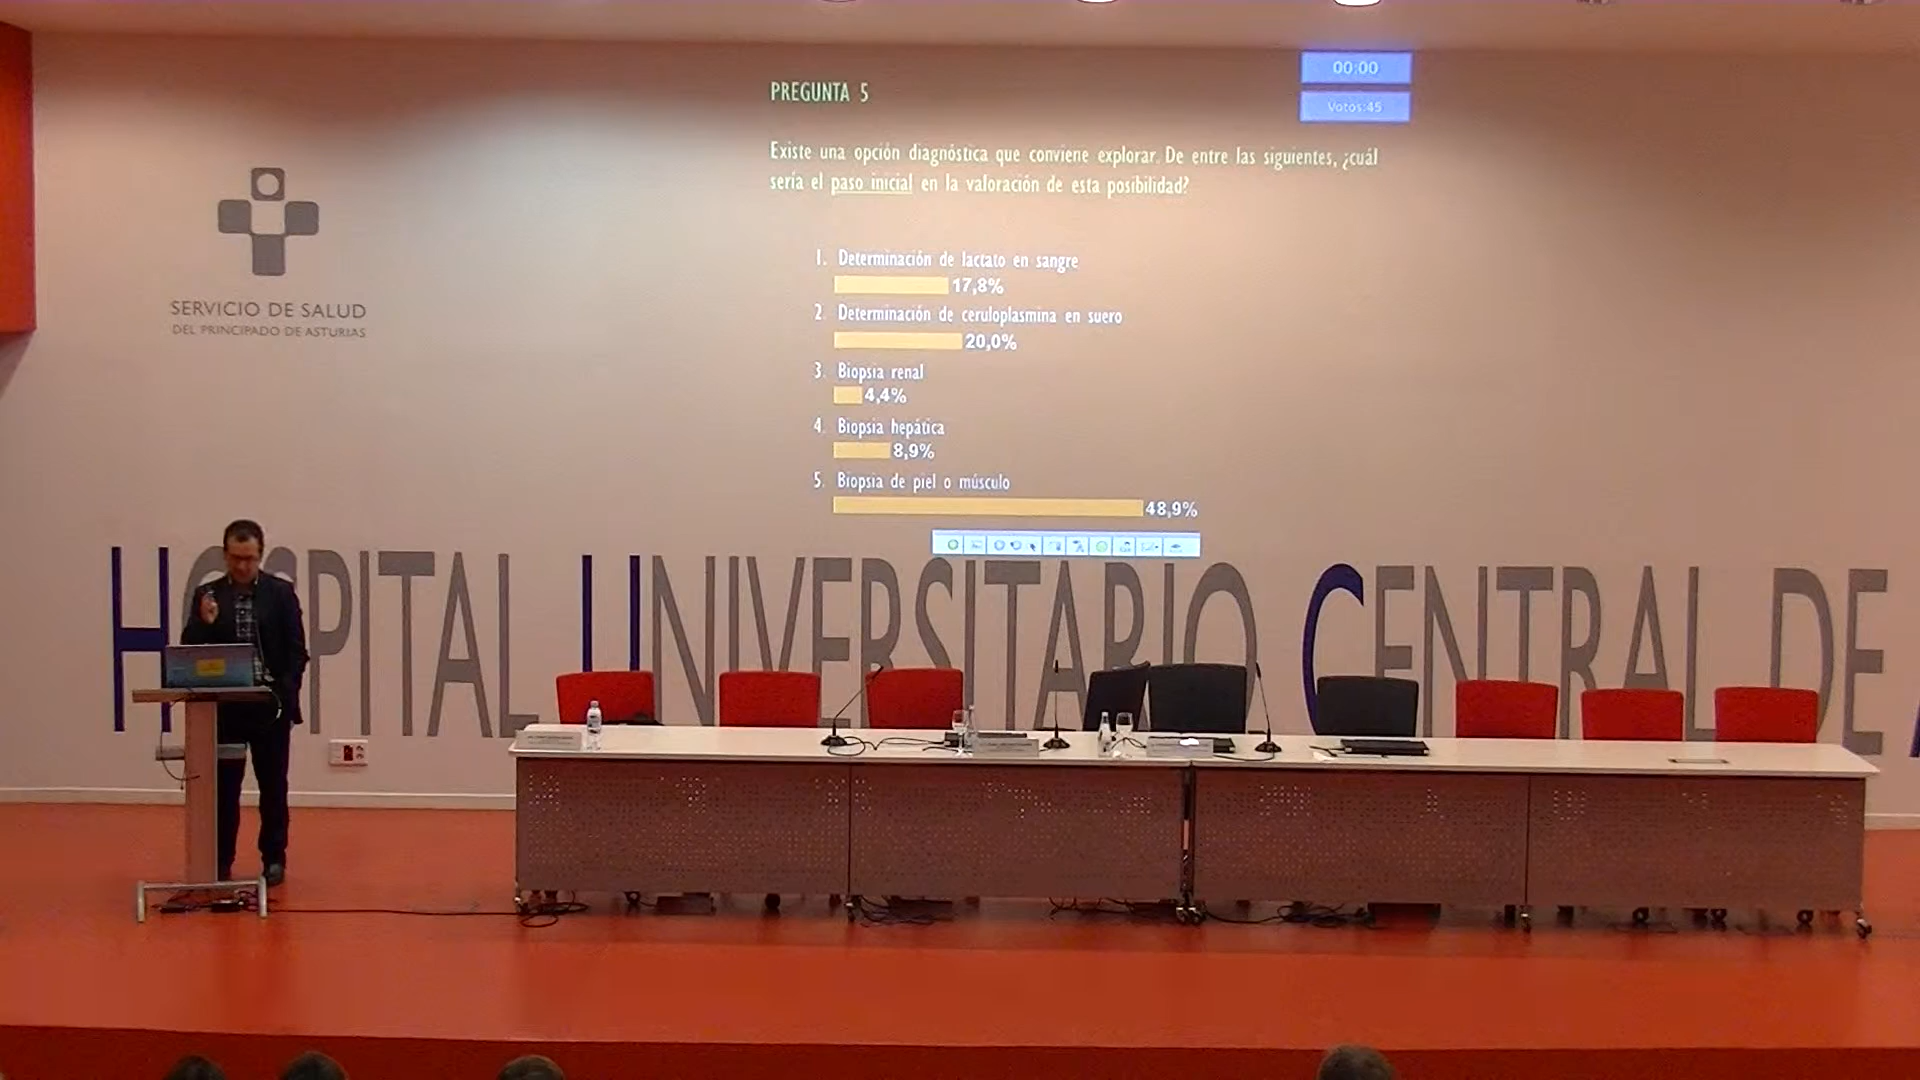 00:00
Votos:45
PREGUNTA 5
Existe una opción diagnóstica que conviene explorar. De entre las siguientes, ¿cuál
sería el paso inicial en la valoración de esta posibilidad?
1. Determinación de lactato en sangre
17,8%
2. Determinación de ceruloplasmina en suero
20,0%
3. Biopsia renal
4,4%
4. Biopsia hepática
8,9%
5. Biopsia de piel o músculo
48,9%
SERVICIO DE SALUD
DEL PRINCIPADO DE ASTURIAS
HOSPITAL UNIVERSITARIO CENTRAL DE